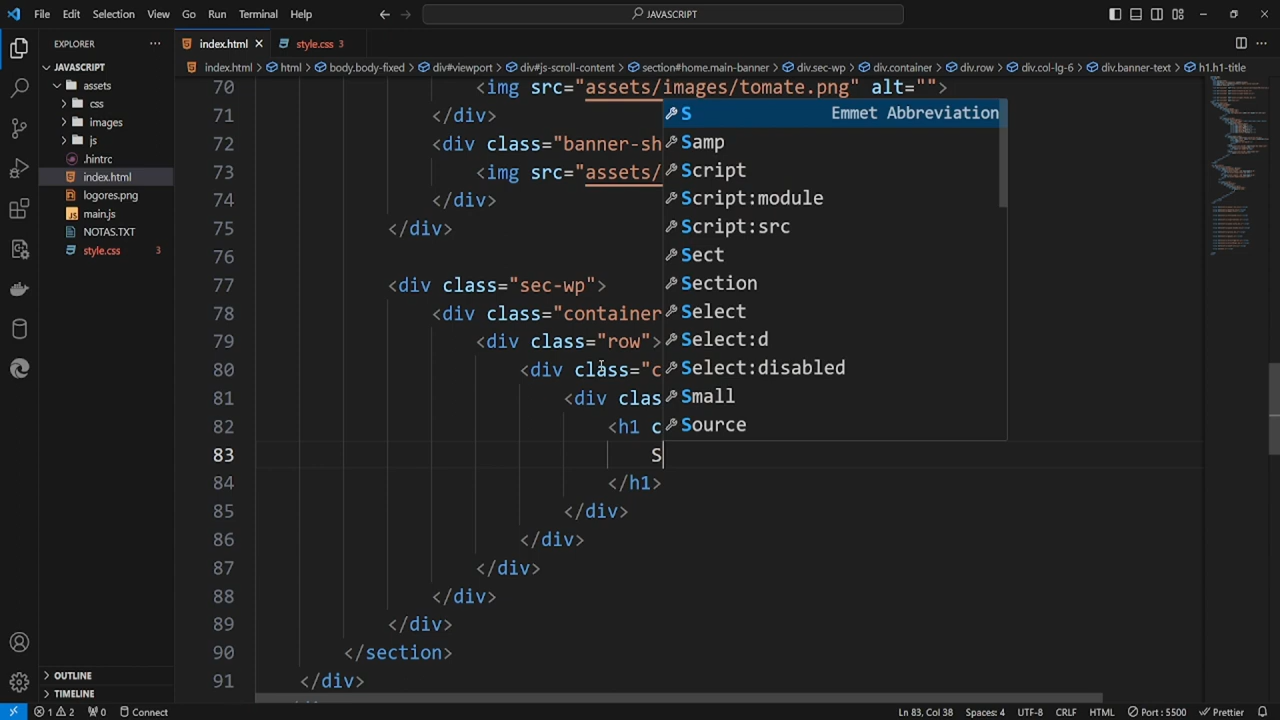 File Edit Selection View Go Run Terminal Help
JAVASCRIPT
EXPLORER
JAVASCRIPT
assets
css
images
js
.hintrc
index.html
logores.png
main.js
NOTAS.TXT
style.css 3
OUTLINE
TIMELINE
index.html style.css 3
index.html > html > body.body-fixed > div#viewport > div#js-scroll-content > section#home.main-banner > div.sec-wp > div.container > div.row > div.col-lg-6 > div.banner-text > h1.h1-title
70 <img src="assets/images/tomate.png" alt="">
71 </div>
72 <div class="banner-sh
73 <img src="assets/
74 </div>
75 </div>
76
77 <div class="sec-wp">
78 <div class="container
79 <div class="row">
80 <div class="c
81 <div clas
82 <h1 c
83 S
84 </h1>
85 </div>
86 </div>
87 </div>
88 </div>
89 </div>
90 </section>
91 </div>
S Emmet Abbreviation
Samp
Script
Script:module
Script:src
Sect
Section
Select
Select:d
Select:disabled
Small
Source
1 2 0 Connect Ln 83, Col 38 Spaces: 4 UTF-8 CRLF HTML Port : 5500 Prettier